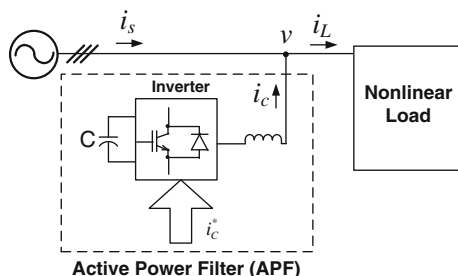 i_s
v
i_L
Inverter
i_c
Nonlinear
Load
C
i_c^*
Active Power Filter (APF)